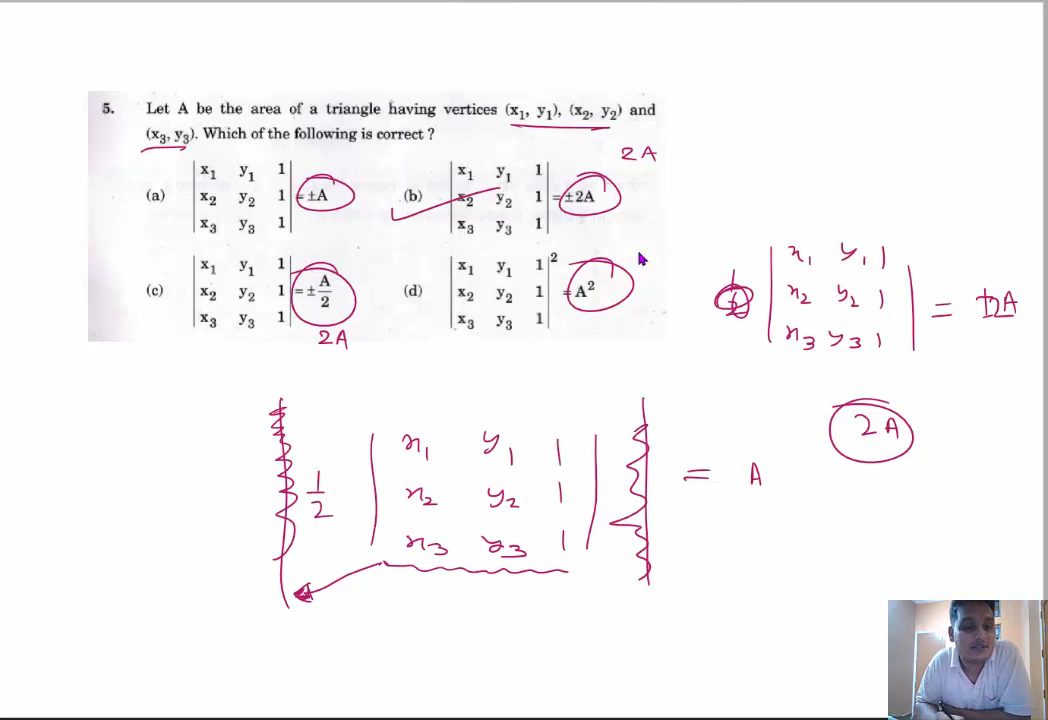 5. Let A be the area of a triangle having vertices (x₁, y₁), (x₂, y₂) and
(x₃, y₃). Which of the following is correct ?
2A
(a) | x₁ y₁ 1 |
| x₂ y₂ 1 | = ±A
| x₃ y₃ 1 |
(b) | x₁ y₁ 1 |
| x₂ y₂ 1 | = ±2A
| x₃ y₃ 1 |
(c) | x₁ y₁ 1 |
| x₂ y₂ 1 | = ± A/2
| x₃ y₃ 1 |
2A
(d) | x₁ y₁ 1 |²
| x₂ y₂ 1 | = A²
| x₃ y₃ 1 |
| x₁ y₁ 1 |
| x₂ y₂ 1 | = ±2A
| x₃ y₃ 1 |
2A
| x₁ y₁ 1 |
1/2 | x₂ y₂ 1 | = A
| x₃ y₃ 1 |